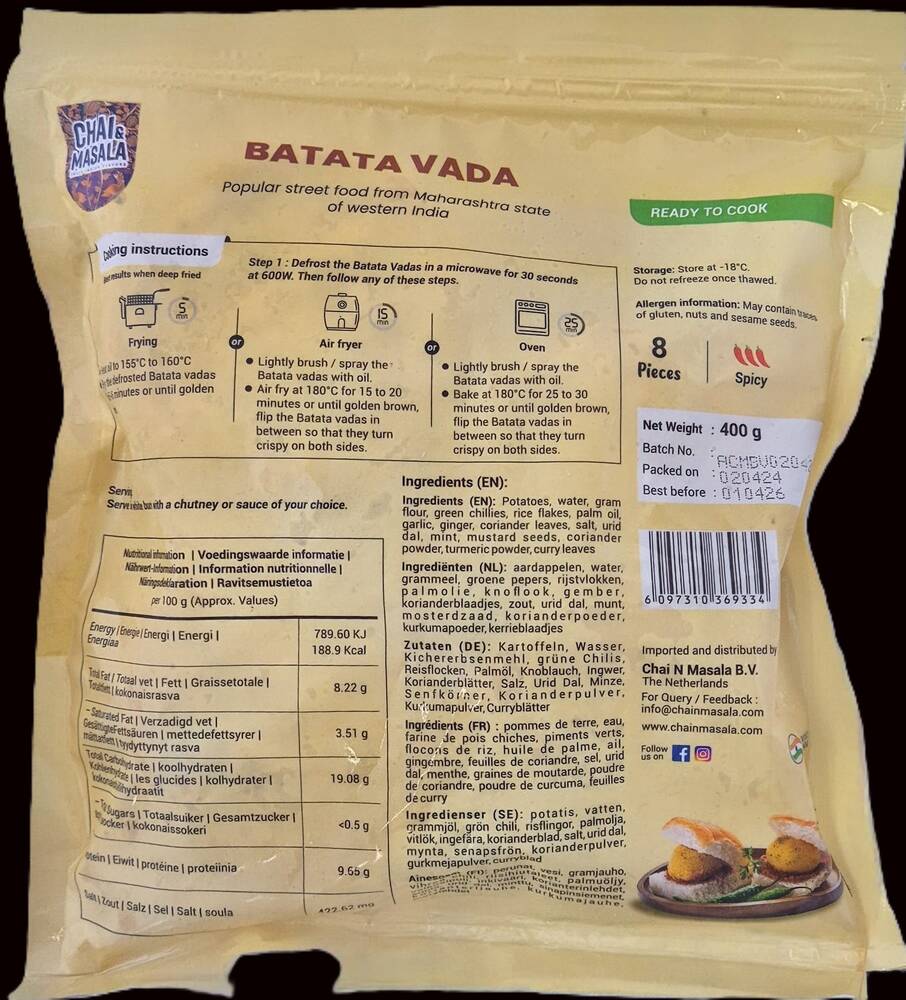 CHAI &
MASALA
BATATA VADA
Popular street food from Maharashtra state
of western India
READY TO COOK
Cooking instructions
results when deep fried
Step 1 : Defrost the Batata Vadas in a microwave for 30 seconds
at 600W. Then follow any of these steps.
5 min
Frying
oil to 155°C to 160°C
the defrosted Batata vadas
minutes or until golden
or
15 min
Air fryer
• Lightly brush / spray the
Batata vadas with oil.
• Air fry at 180°C for 15 to 20
minutes or until golden brown,
flip the Batata vadas in
between so that they turn
crispy on both sides.
or
25 min
Oven
• Lightly brush / spray the
Batata vadas with oil.
• Bake at 180°C for 25 to 30
minutes or until golden brown,
flip the Batata vadas in
between so that they turn
crispy on both sides.
Storage: Store at -18°C.
Do not refreeze once thawed.
Allergen information: May contain traces
of gluten, nuts and sesame seeds.
8
Pieces
Spicy
Net Weight : 400 g
Batch No. :
Packed on : 020424
Best before : 010426
Serve with a chutney or sauce of your choice.
Nutritional information | Voedingswaarde informatie |
Nährwert-Information | Information nutritionnelle |
Näringsdeklaration | Ravitsemustietoa
per 100 g (Approx. Values)
Energy | Energie | Energi | Energi |
Energiaa
789.60 KJ
188.9 Kcal
Total Fat | Totaal vet | Fett | Graissetotale |
kokonaisrasva
8.22 g
- Saturated Fat | Verzadigd vet |
GesättigteFettsäuren | mettedefettsyrer |
tyydyttynyt rasva
3.51 g
Total Carbohydrate | koolhydraten |
Kohlenhydrate | les glucides | kolhydrater |
19.08 g
Sugars | Totaalsuiker | Gesamtzucker |
kokonaissokeri
<0.5 g
Protein | Eiwit | protéine | proteiinia
9.65 g
Salt | Zout | Salz | Sel | Salt | suola
422.62 mg
Ingredients (EN):
Ingredients (EN): Potatoes, water, gram
flour, green chillies, rice flakes, palm oil,
garlic, ginger, coriander leaves, salt, urid
dal, mint, mustard seeds, coriander
powder, turmeric powder, curry leaves
Ingrediënten (NL): aardappelen, water,
grammeel, groene pepers, rijstvlokken,
palmolie, knoflook, gember,
korianderblaadjes, zout, urid dal, munt,
mosterdzaad, korianderpoeder,
kurkumapoeder, kerrieblaadjes
Zutaten (DE): Kartoffeln, Wasser,
Kichererbsenmehl, grüne Chilis,
Reisflocken, Palmöl, Knoblauch, Ingwer,
Korianderblätter, Salz, Urid Dal, Minze,
Senfkörner, Korianderpulver,
Kurkumapulver, Curryblätter
Ingrédients (FR) : pommes de terre, eau,
farine de pois chiches, piments verts,
flocons de riz, huile de palme, ail,
gingembre, feuilles de coriandre, sel, urid
dal, menthe, graines de moutarde, poudre
de coriandre, poudre de curcuma, feuilles
de curry
Ingredienser (SE): potatis, vatten,
grammjöl, grön chili, risflingor, palmolja,
vitlök, ingefära, korianderblad, salt, urid dal,
mynta, senapsfrön, korianderpulver,
gurkmejapulver, curryblad
vesi, gramjauho,
palmuöljy,
korianterinlehdet,
sinapinsiemenet,
kurkumajauhe,
6 097310 369334
Imported and distributed by
Chai N Masala B.V.
The Netherlands
For Query / Feedback :
info@chainmasala.com
www.chainmasala.com
Follow
us on